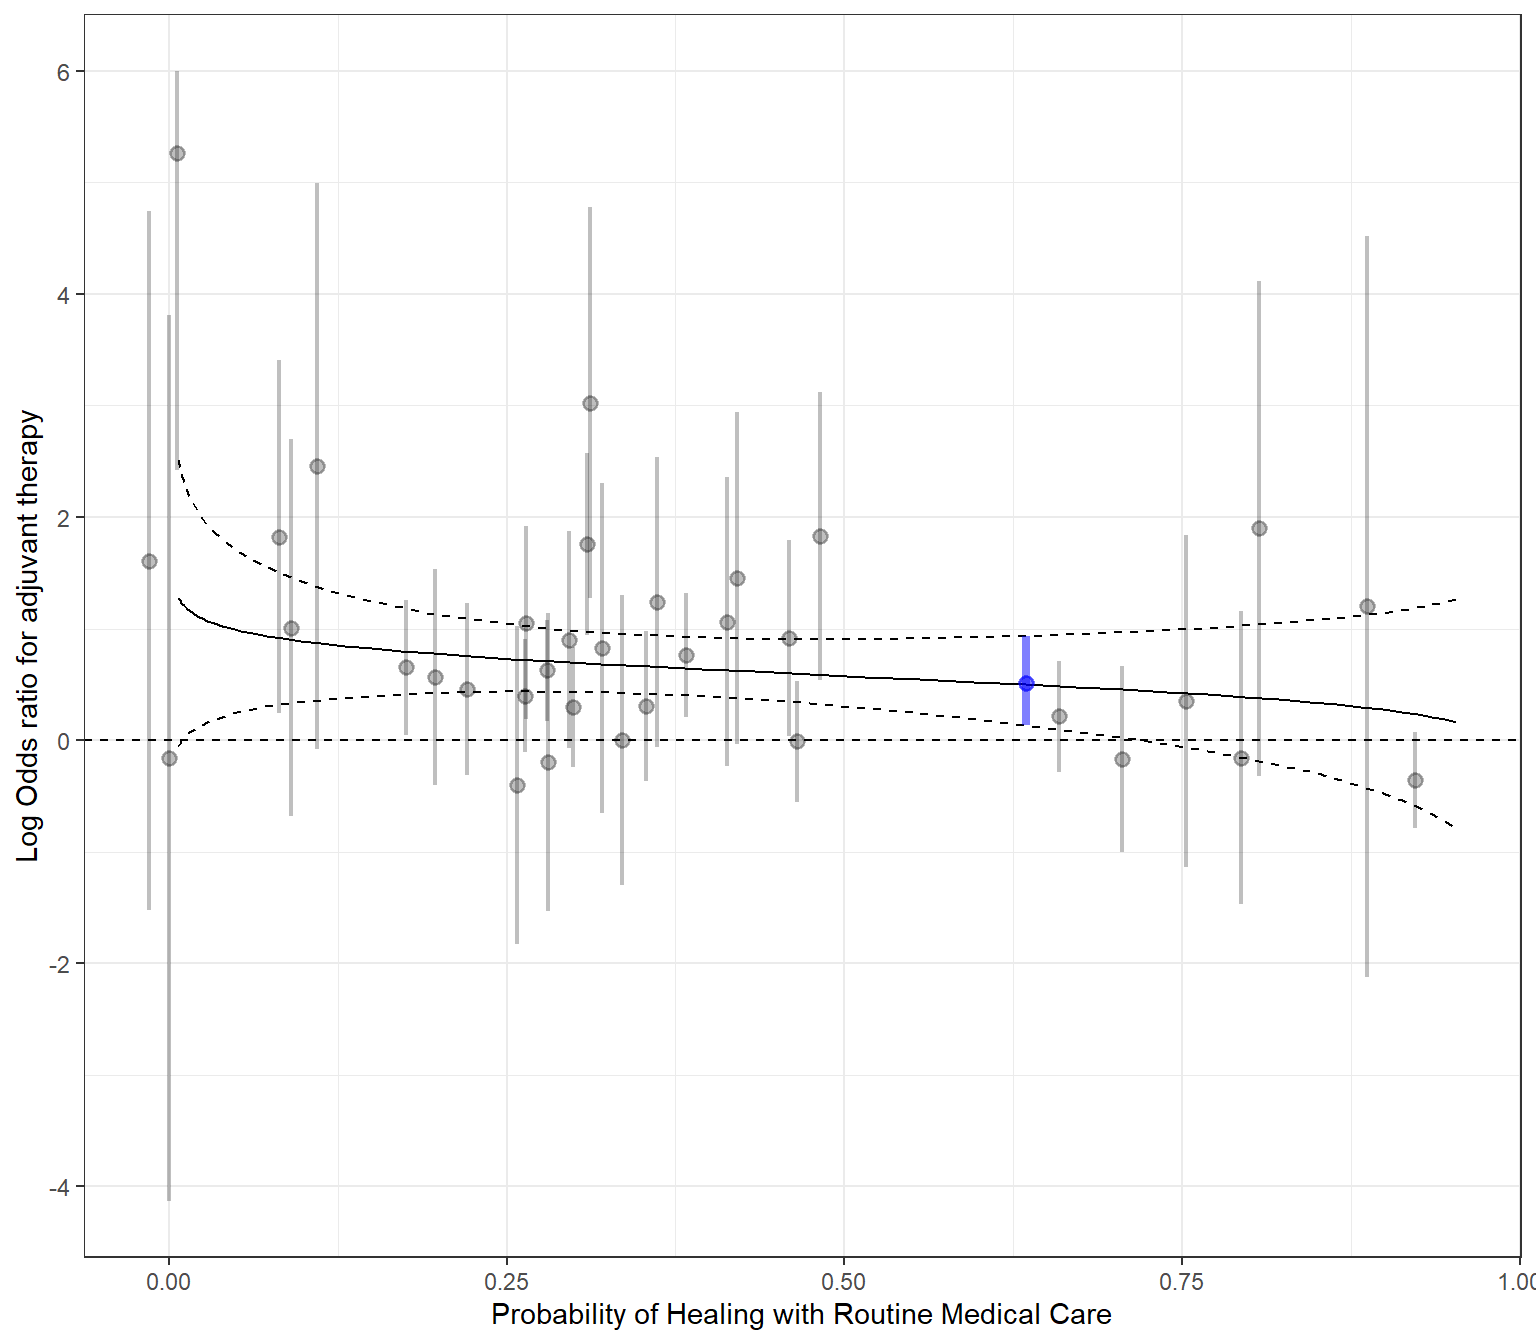 6
4
2
0
-2
-4
Log Odds ratio for adjuvant therapy
0.00 0.25 0.50 0.75 1.00
Probability of Healing with Routine Medical Care